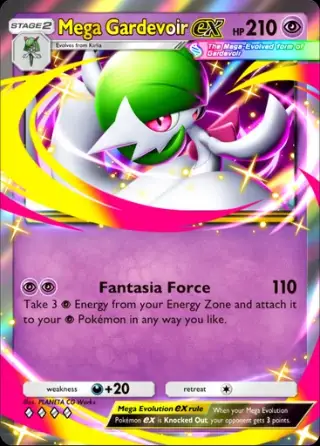 STAGE 2 Mega Gardevoir ex HP 210
Evolves from Kirlia
The Mega-Evolved form of
Gardevoir
Fantasia Force 110
Take 3 Energy from your Energy Zone and attach it
to your Pokémon in any way you like.
weakness +20 retreat
Illus. PLANETA CG Works
Mega Evolution ex rule When your Mega Evolution
Pokémon ex is Knocked Out, your opponent gets 3 points.